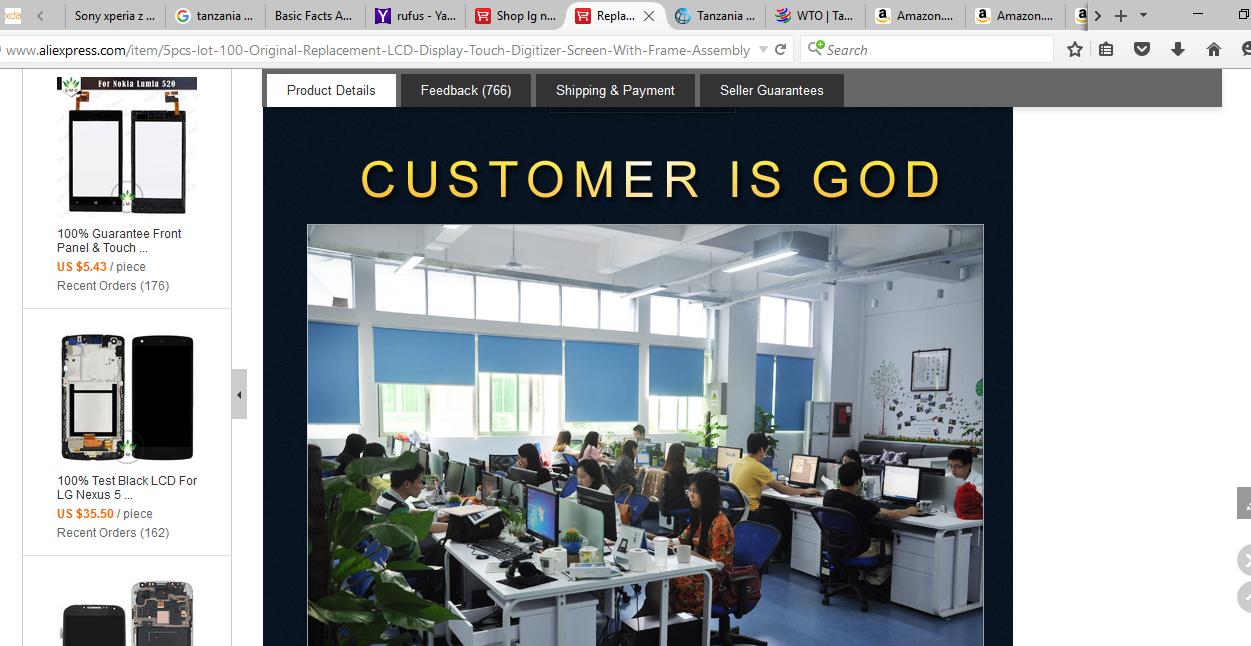 xda
Sony xperia z ...
tanzania ...
Basic Facts A...
rufus - Ya...
Shop lg n...
Repla...
Tanzania ...
WTO | Ta...
Amazon....
Amazon....
www.aliexpress.com/item/5pcs-lot-100-Original-Replacement-LCD-Display-Touch-Digitizer-Screen-With-Frame-Assembly
Search
Product Details
Feedback (766)
Shipping & Payment
Seller Guarantees
For Nokia Lumia 520
100% Guarantee Front
Panel & Touch ...
US $5.43 / piece
Recent Orders (176)
100% Test Black LCD For
LG Nexus 5 ...
US $35.50 / piece
Recent Orders (162)
CUSTOMER IS GOD